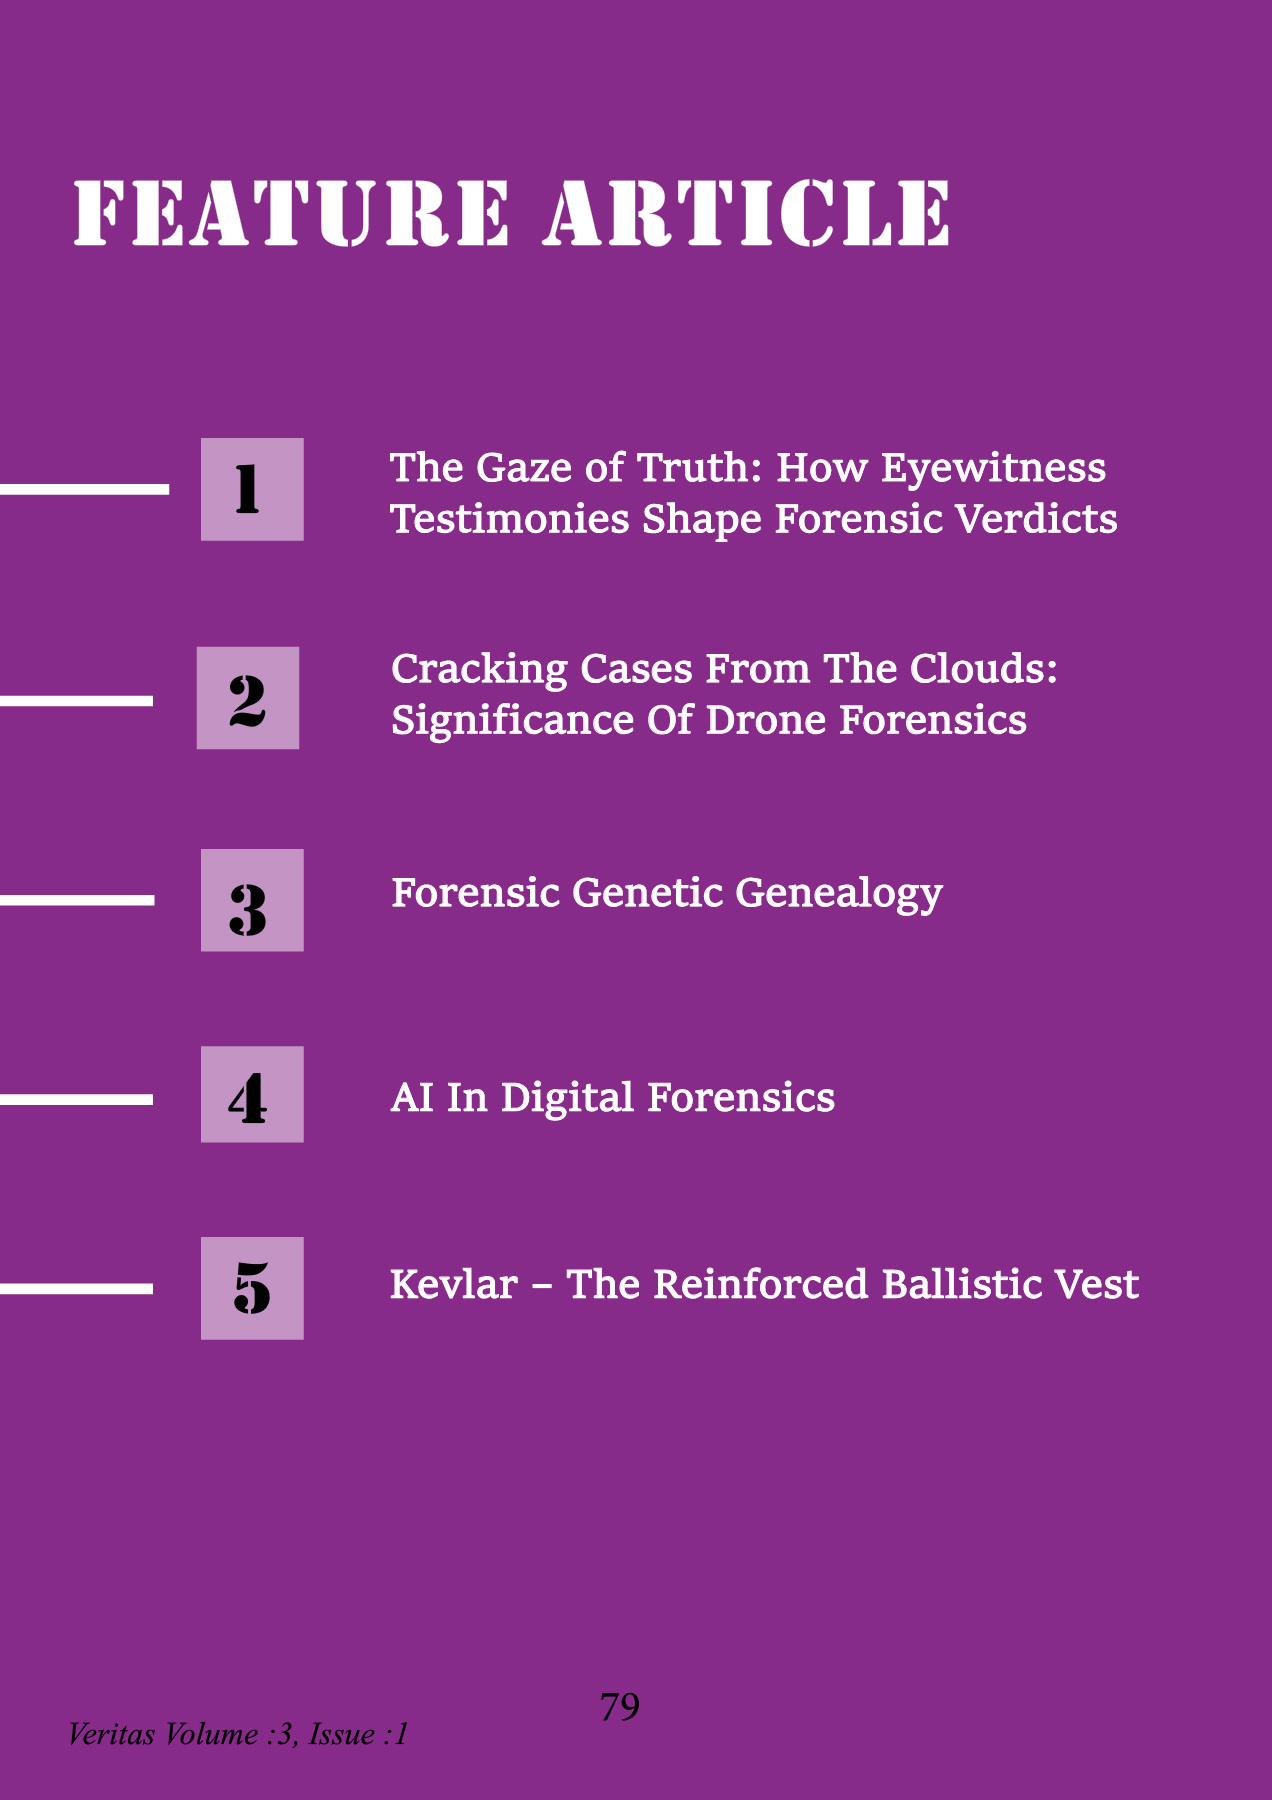 FEATURE ARTICLE
1
The Gaze of Truth: How Eyewitness
Testimonies Shape Forensic Verdicts
2
Cracking Cases From The Clouds:
Significance Of Drone Forensics
3
Forensic Genetic Genealogy
4
AI In Digital Forensics
5
Kevlar – The Reinforced Ballistic Vest
79
Veritas Volume :3, Issue :1